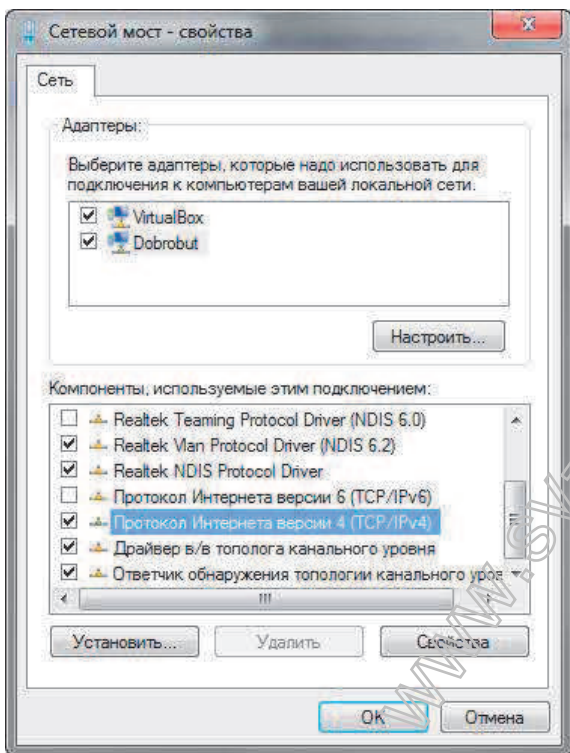 Сетевой мост - свойства
Сеть
Адаптеры:
Выберите адаптеры, которые надо использовать для
подключения к компьютерам вашей локальной сети.
VirtualBox
Dobrobut
Настроить...
Компоненты, используемые этим подключением:
Realtek Teaming Protocol Driver (NDIS 6.0)
Realtek Vlan Protocol Driver (NDIS 6.2)
Realtek NDIS Protocol Driver
Протокол Интернета версии 6 (TCP/IPv6)
Протокол Интернета версии 4 (TCP/IPv4)
Драйвер в/в тополога канального уровня
Ответчик обнаружения топологии канального уров
Установить...
Удалить
Свойства
OK
Отмена